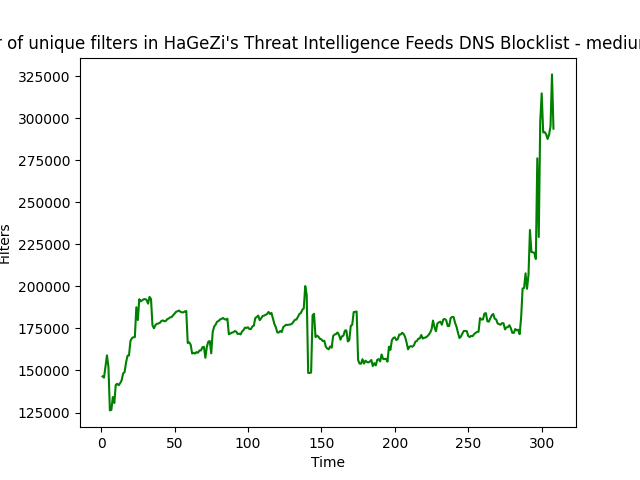 of unique filters in HaGeZi's Threat Intelligence Feeds DNS Blocklist -
325000
300000
275000
250000
225000
200000
175000
150000
125000
Filters
0 50 100 150 200 250 300
Time